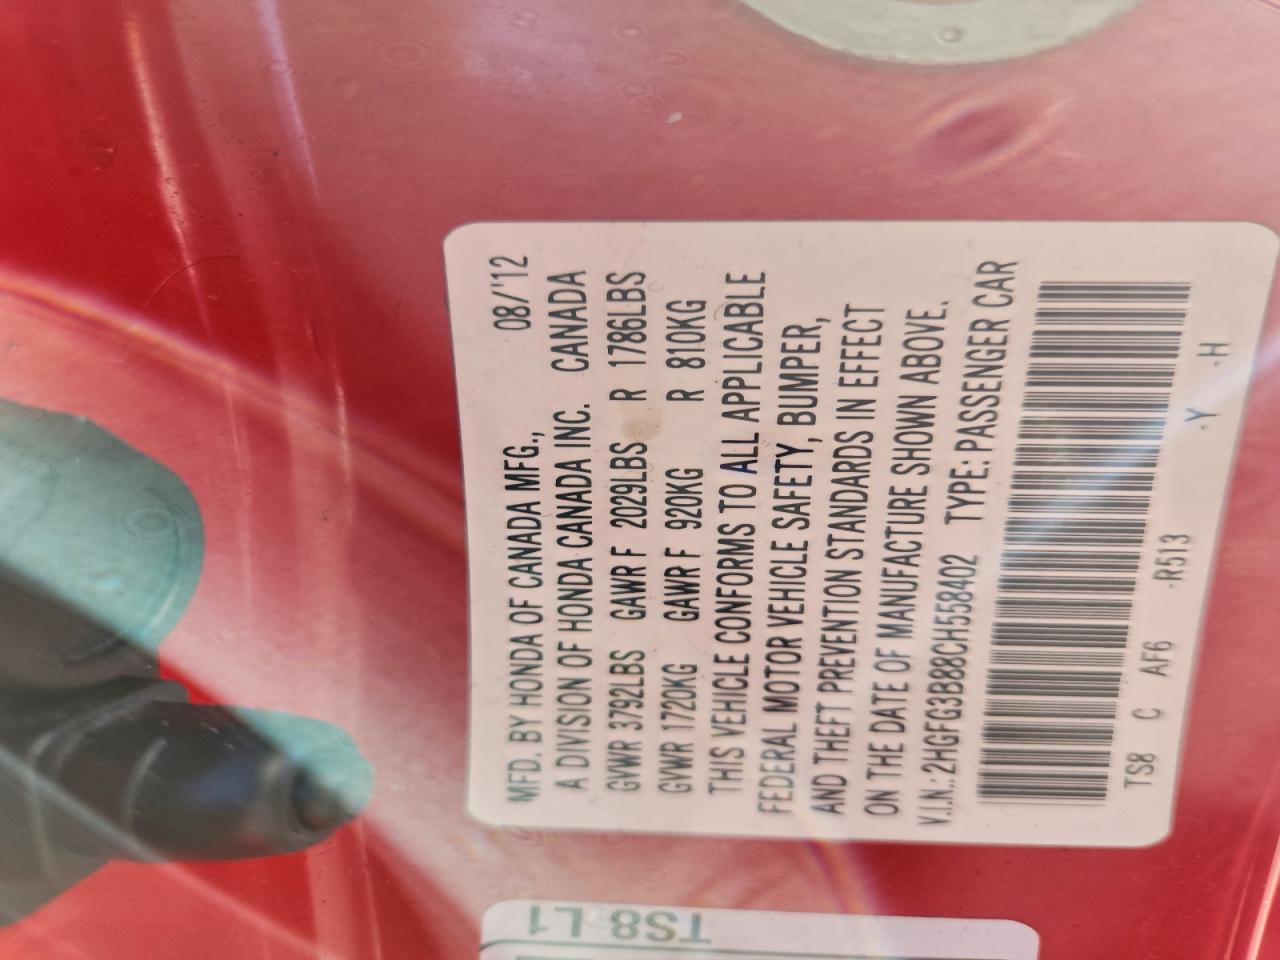 MFD. BY HONDA OF CANADA MFG., 08/'12
A DIVISION OF HONDA CANADA INC. CANADA
GVWR 3792LBS GAWR F 2029LBS R 1786LBS
GVWR 1720KG GAWR F 920KG R 810KG
THIS VEHICLE CONFORMS TO ALL APPLICABLE
FEDERAL MOTOR VEHICLE SAFETY, BUMPER,
AND THEFT PREVENTION STANDARDS IN EFFECT
ON THE DATE OF MANUFACTURE SHOWN ABOVE.
V.I.N.: 2HGFG3B88CH558402 TYPE: PASSENGER CAR
TS8 C AF6 -R513 -Y -H
TS8 L1